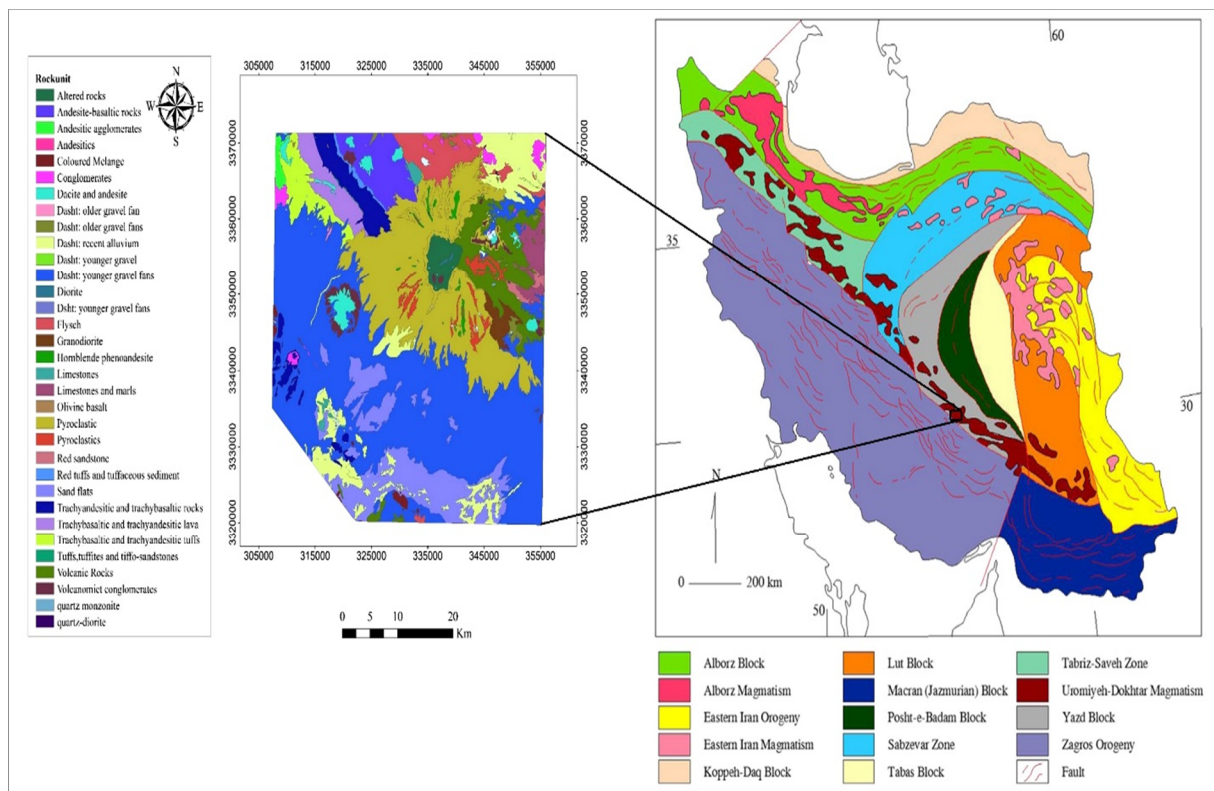 Rockunit
N
W
E
S
Altered rocks
Andesite-basaltic rocks
Andesitic agglomerates
Andesitics
Coloured Melange
Conglomerates
Dacite and andesite
Dasht: older gravel fan
Dasht: older gravel fans
Dasht: recent alluvium
Dasht: younger gravel
Dasht: younger gravel fans
Diorite
Dsht: younger gravel fans
Flysch
Granodiorite
Hornblende phenoandesite
Limestones
Limestones and marls
Olivine basalt
Pyroclastic
Pyroclastics
Red sandstone
Red tuffs and tuffaceous sediment
Sand flats
Trachyandesitic and trachybasaltic rocks
Trachybasaltic and trachyandesitic lava
Trachybasaltic and trachyandesitic tuffs
Tuffs,tuffites and tiffo-sandstones
Volcanic Rocks
Volcanomict conglomerates
quartz monzonite
quartz-diorite
305000 315000 325000 335000 345000 355000
3370000 3370000
3360000 3360000
3350000 3350000
3340000 3340000
3330000 3330000
3320000 3320000
305000 315000 325000 335000 345000 355000
0 5 10 20
Km
60
35
30
N
0 200 km
50
Alborz Block
Alborz Magmatism
Eastern Iran Orogeny
Eastern Iran Magmatism
Koppeh-Daq Block
Lut Block
Macran (Jazmurian) Block
Posht-e-Badam Block
Sabzevar Zone
Tabas Block
Tabriz-Saveh Zone
Uromiyeh-Dokhtar Magmatism
Yazd Block
Zagros Orogeny
Fault